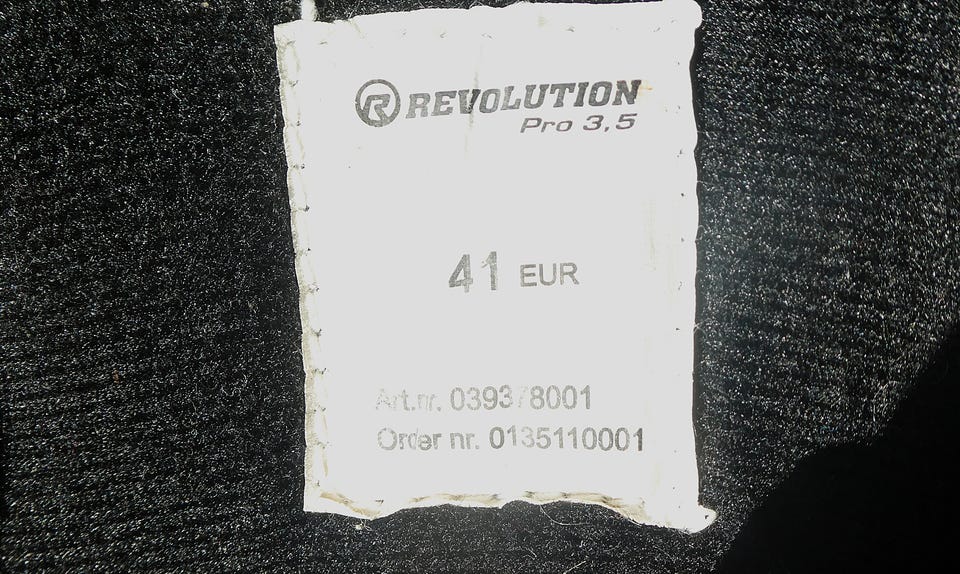 R REVOLUTION
Pro 3,5
41 EUR
Art.nr. 039378001
Order nr. 0135110001